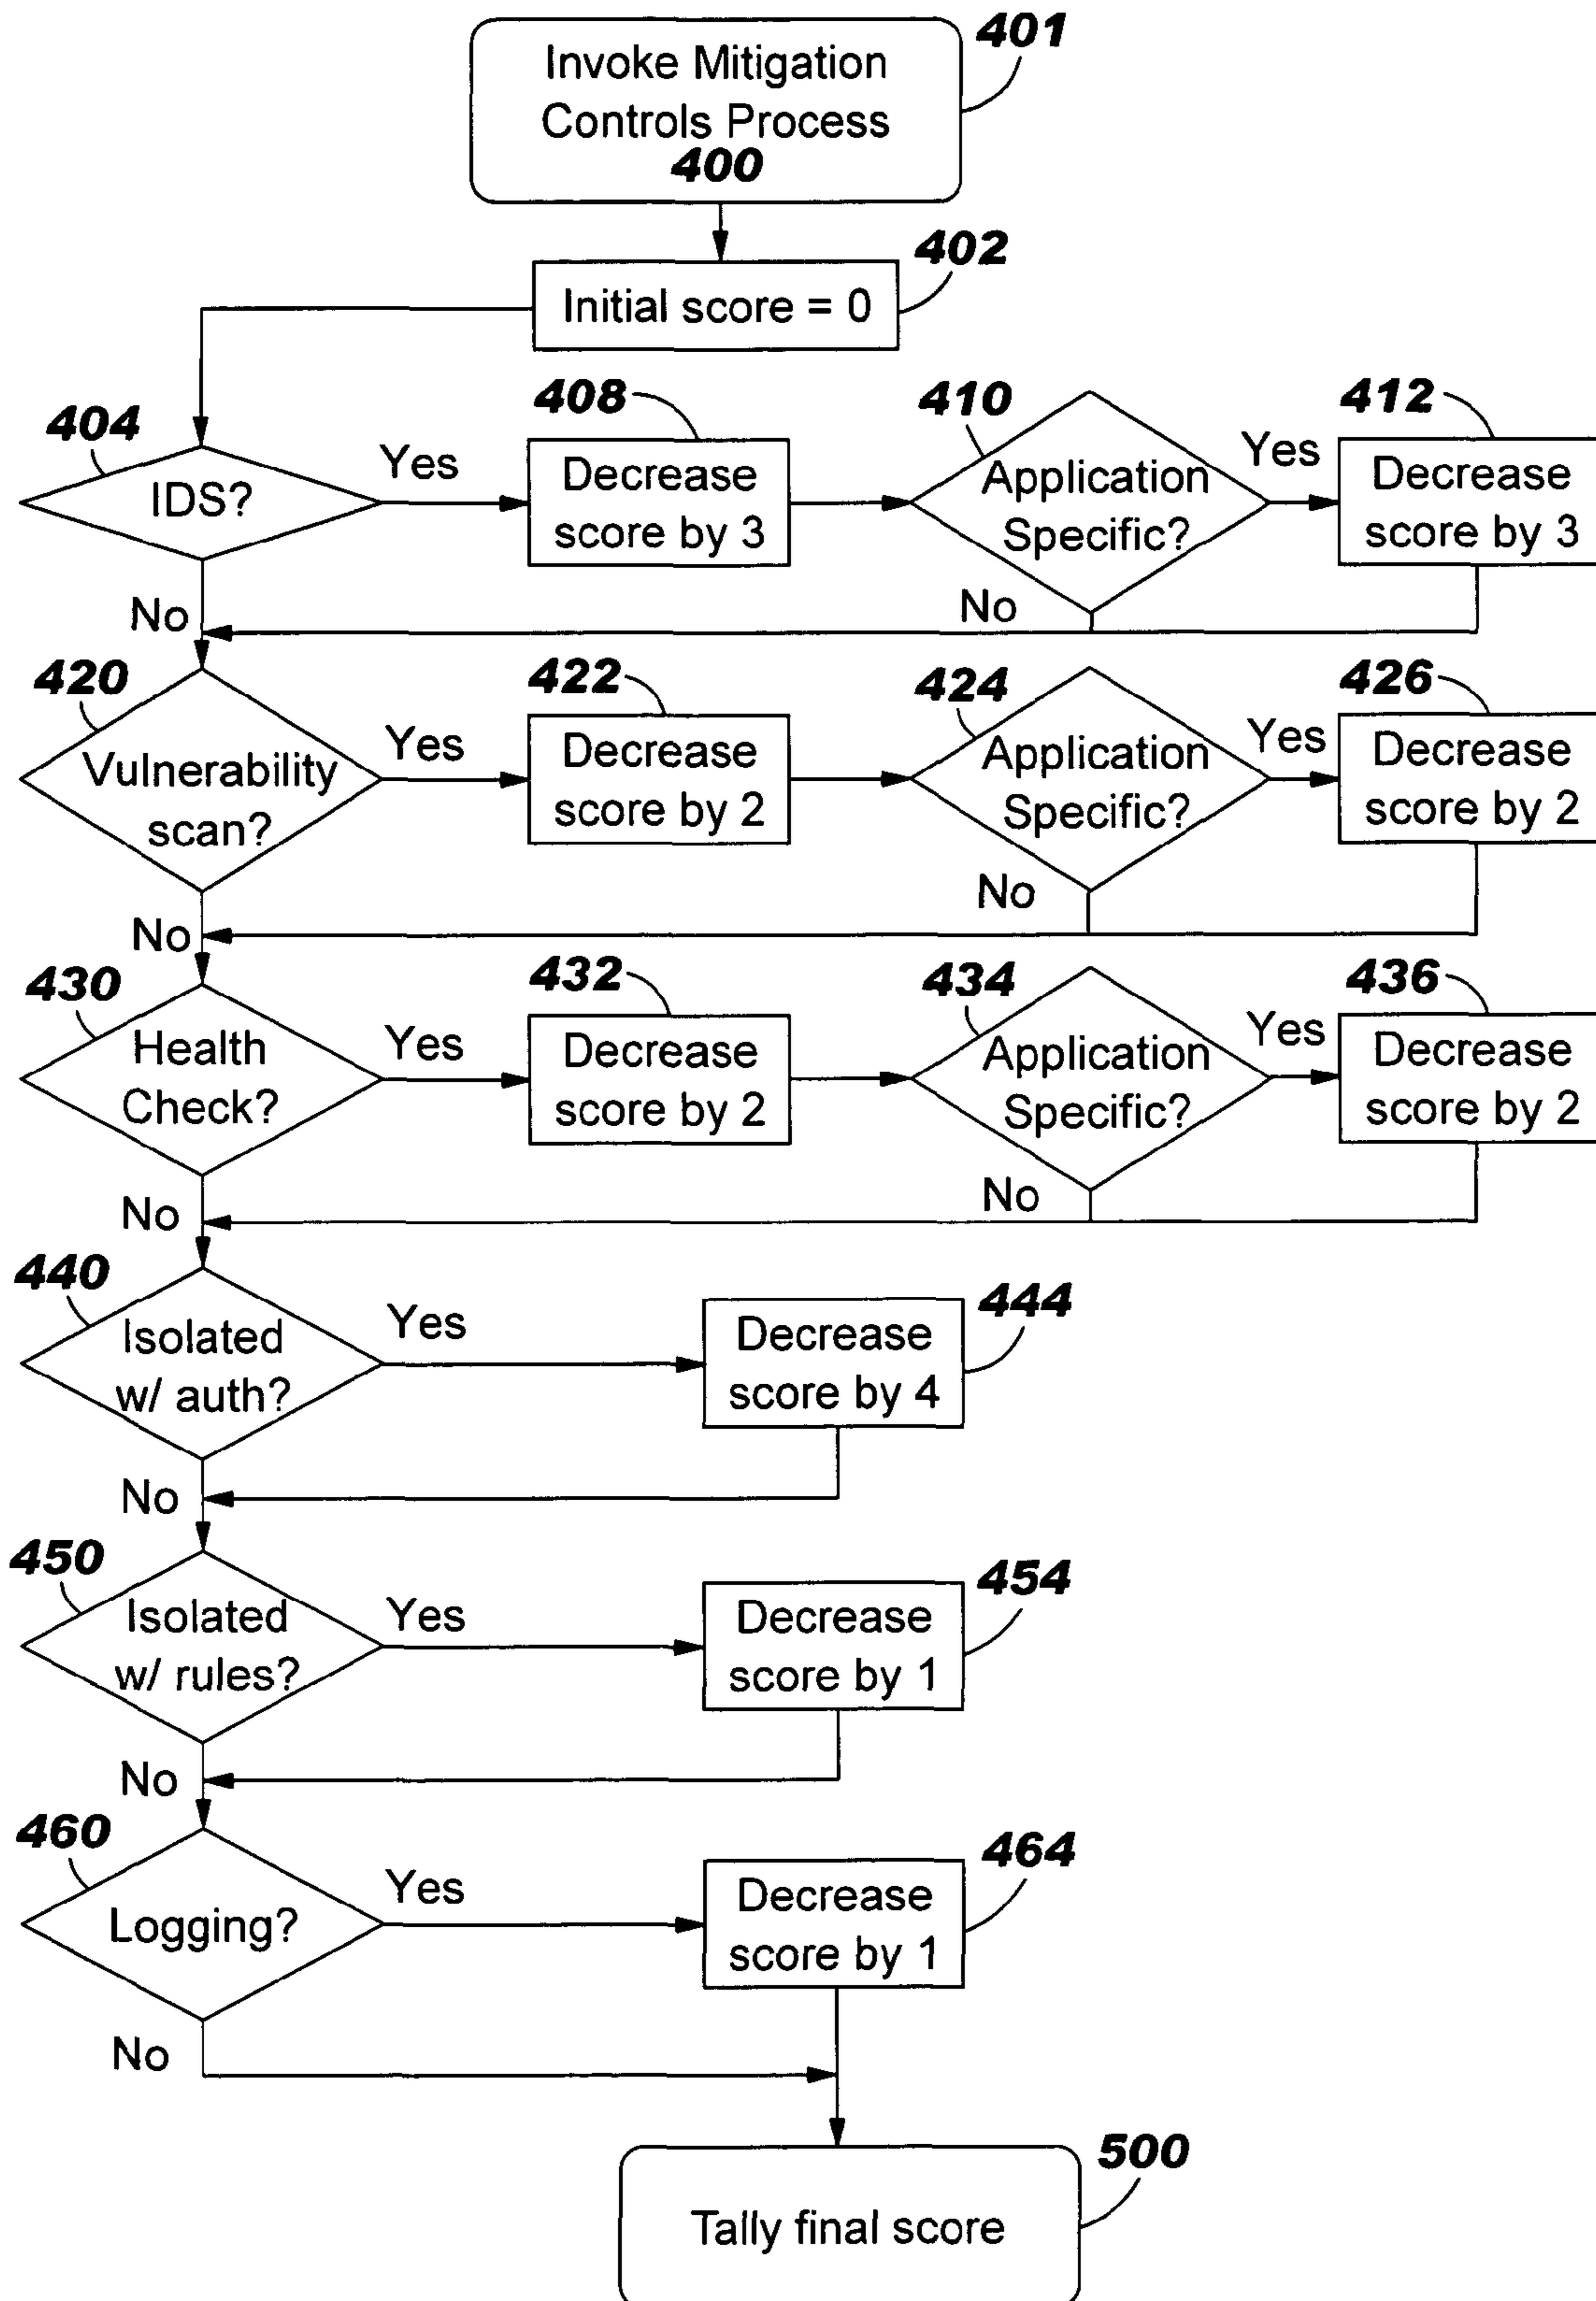 401
Invoke Mitigation
Controls Process
400
402
Initial score = 0
404
IDS?
Yes
408
Decrease
score by 3
410
Application
Specific?
Yes
412
Decrease
score by 3
No
No
420
Vulnerability
scan?
Yes
422
Decrease
score by 2
424
Application
Specific?
Yes
426
Decrease
score by 2
No
No
430
Health
Check?
Yes
432
Decrease
score by 2
434
Application
Specific?
Yes
436
Decrease
score by 2
No
No
440
Isolated
w/ auth?
Yes
Decrease
score by 4
444
No
450
Isolated
w/ rules?
Yes
Decrease
score by 1
454
No
460
Logging?
Yes
Decrease
score by 1
464
No
500
Tally final score